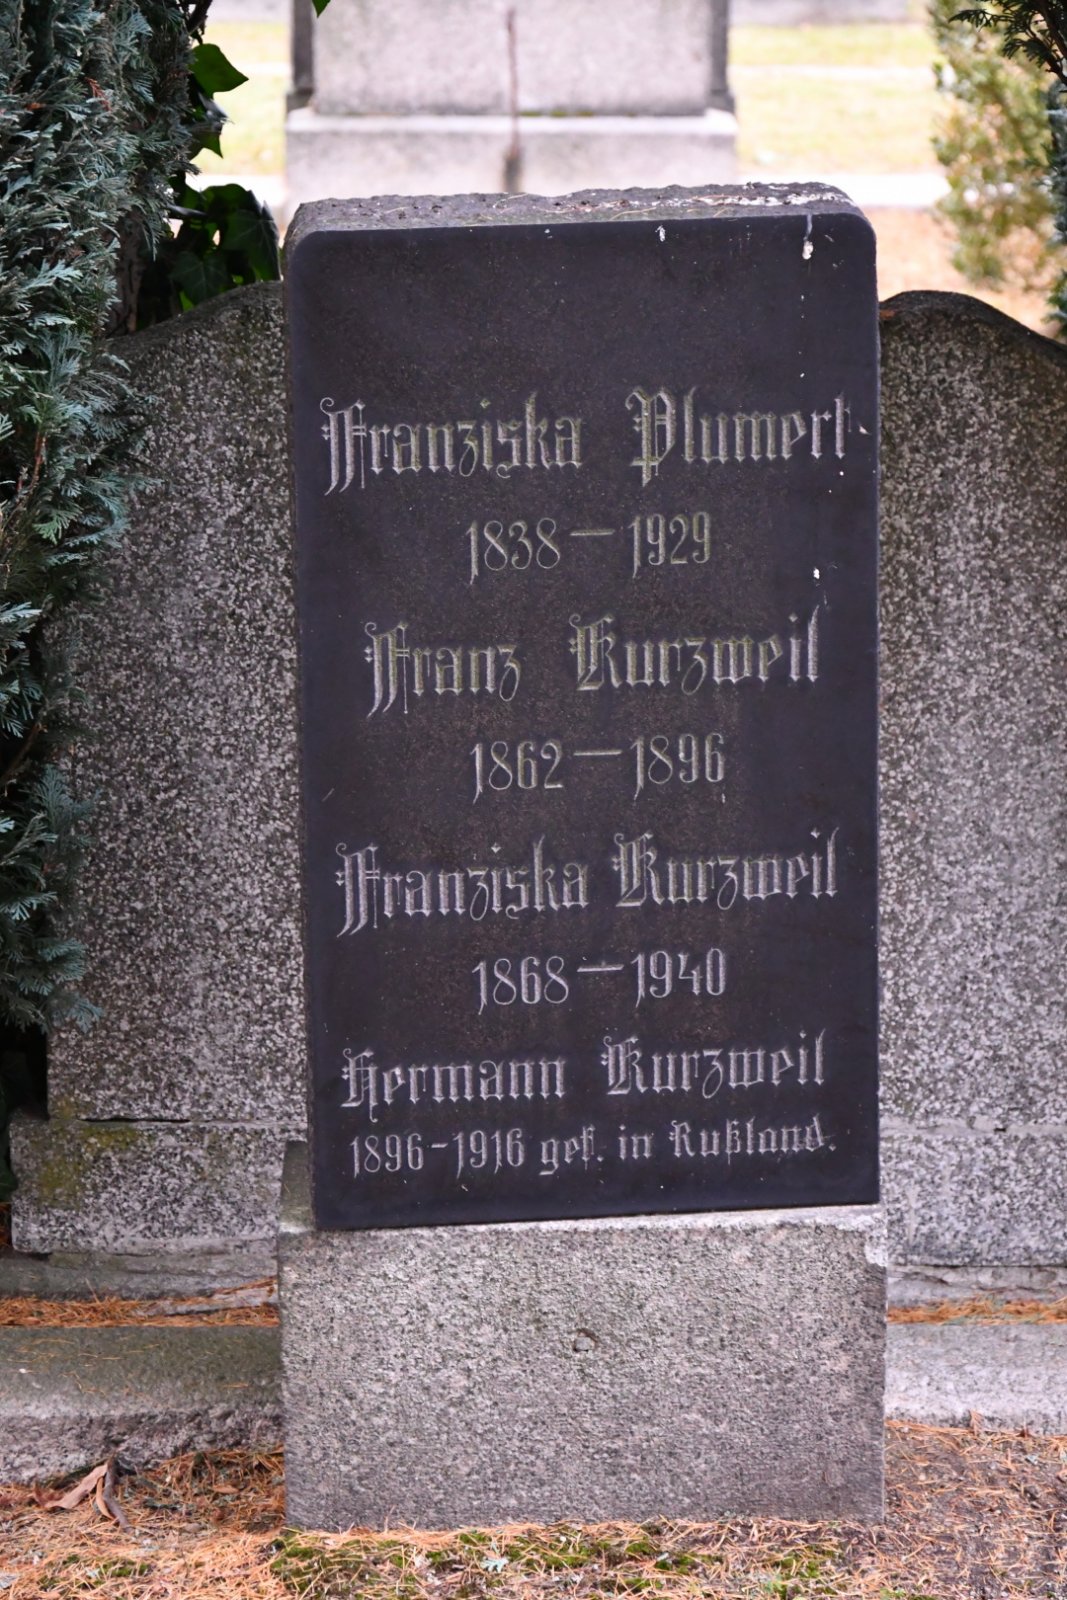 Franziska Plumert
1838 – 1929
Franz Kurzweil
1862 – 1896
Franziska Kurzweil
1868 – 1940
Hermann Kurzweil
1896 – 1916 gef. in Rußland.